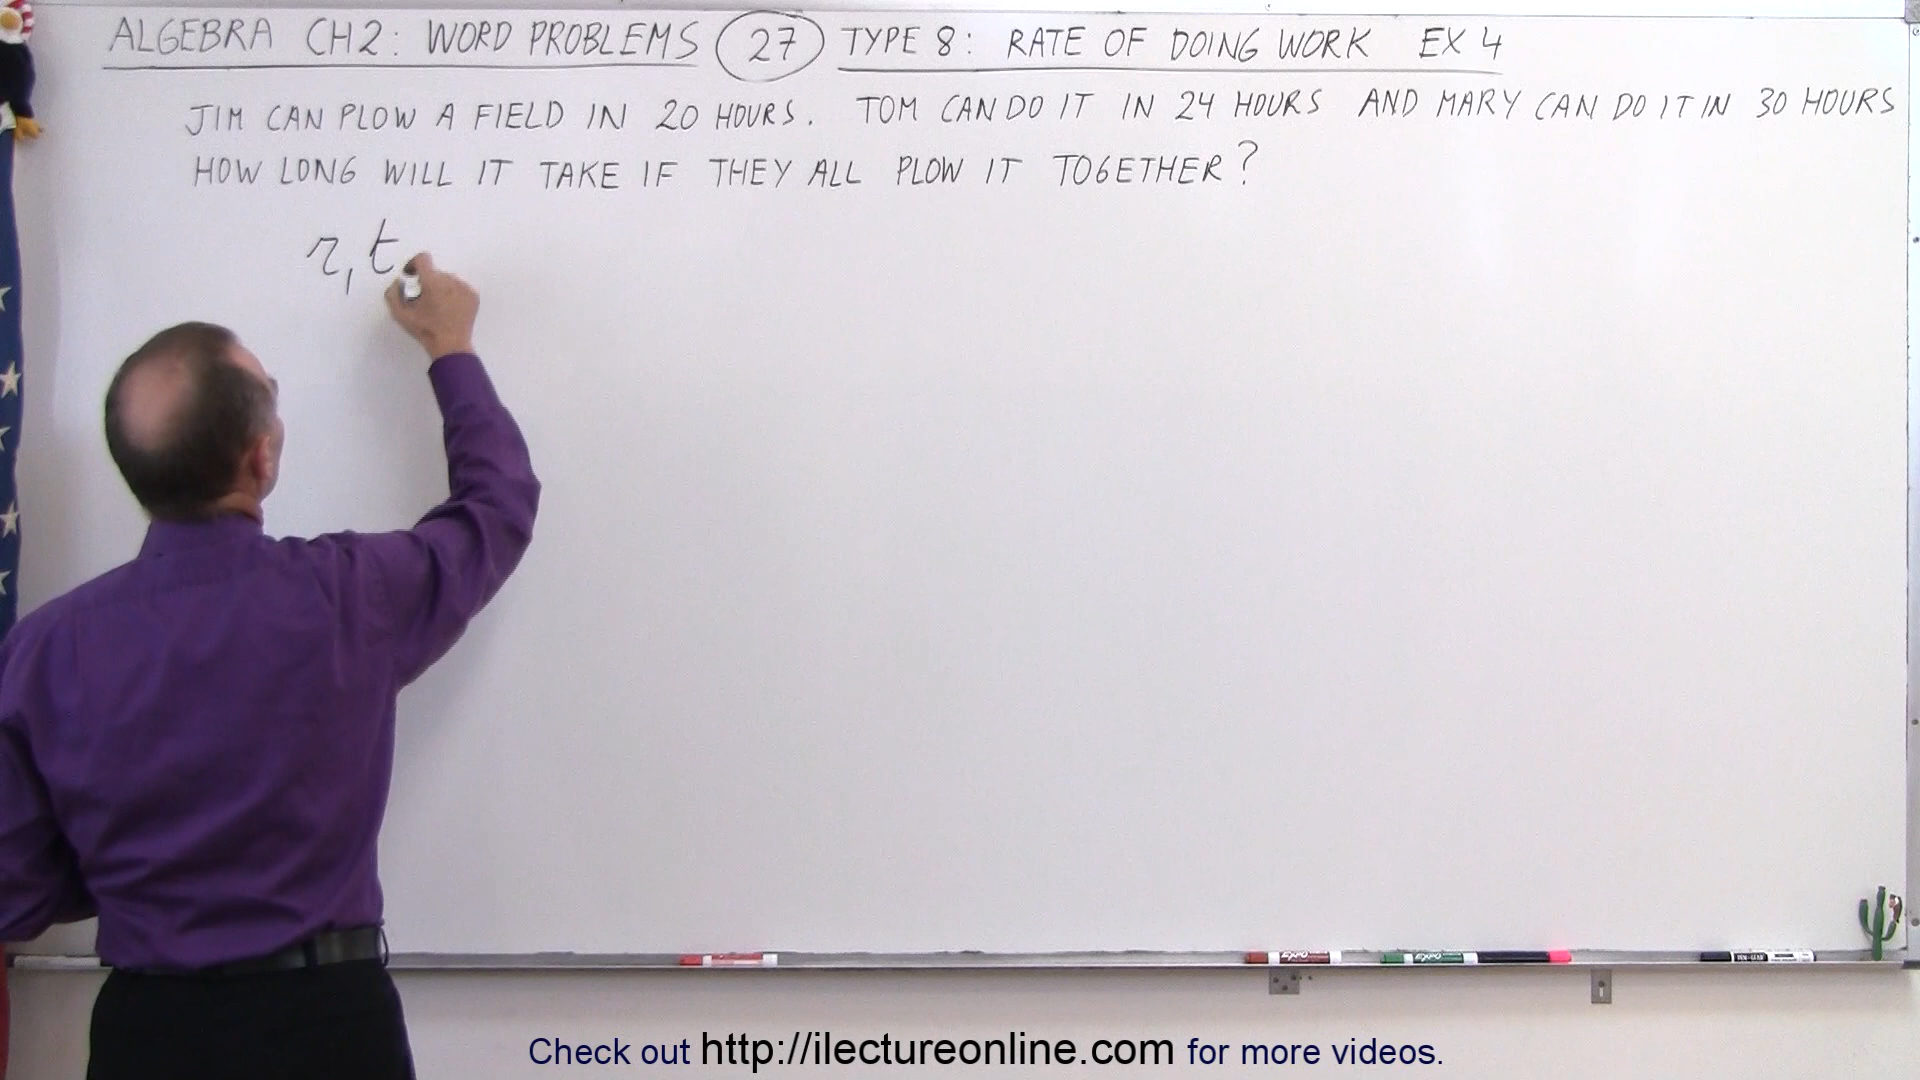 ALGEBRA CH2: WORD PROBLEMS 27 TYPE 8: RATE OF DOING WORK EX 4
JIM CAN PLOW A FIELD IN 20 HOURS. TOM CAN DO IT IN 24 HOURS AND MARY CAN DO IT IN 30 HOURS
HOW LONG WILL IT TAKE IF THEY ALL PLOW IT TOGETHER?
r, t
Check out http://ilectureonline.com for more videos.